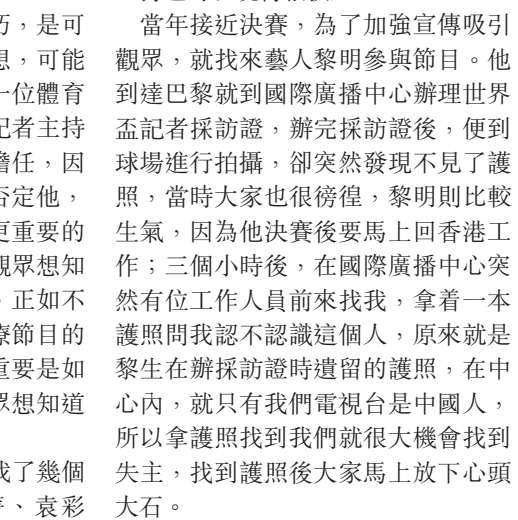 巧，是可
想，可能
一位體育
記者主持
擔任，因
否定他，
更重要的
觀眾想知
，正如不
療節目的
重要是如
眾想知道
找了幾個
、袁彩
當年接近決賽，為了加強宣傳吸引
觀眾，就找來藝人黎明參與節目。他
到達巴黎就到國際廣播中心辦理世界
盃記者採訪證，辦完採訪證後，便到
球場進行拍攝，卻突然發現不見了護
照，當時大家也很徬徨，黎明則比較
生氣，因為他決賽後要馬上回香港工
作；三個小時後，在國際廣播中心突
然有位工作人員前來找我，拿着一本
護照問我認不認識這個人，原來就是
黎生在辦採訪證時遺留的護照，在中
心內，就只有我們電視台是中國人，
所以拿護照找到我們就很大機會找到
失主，找到護照後大家馬上放下心頭
大石。